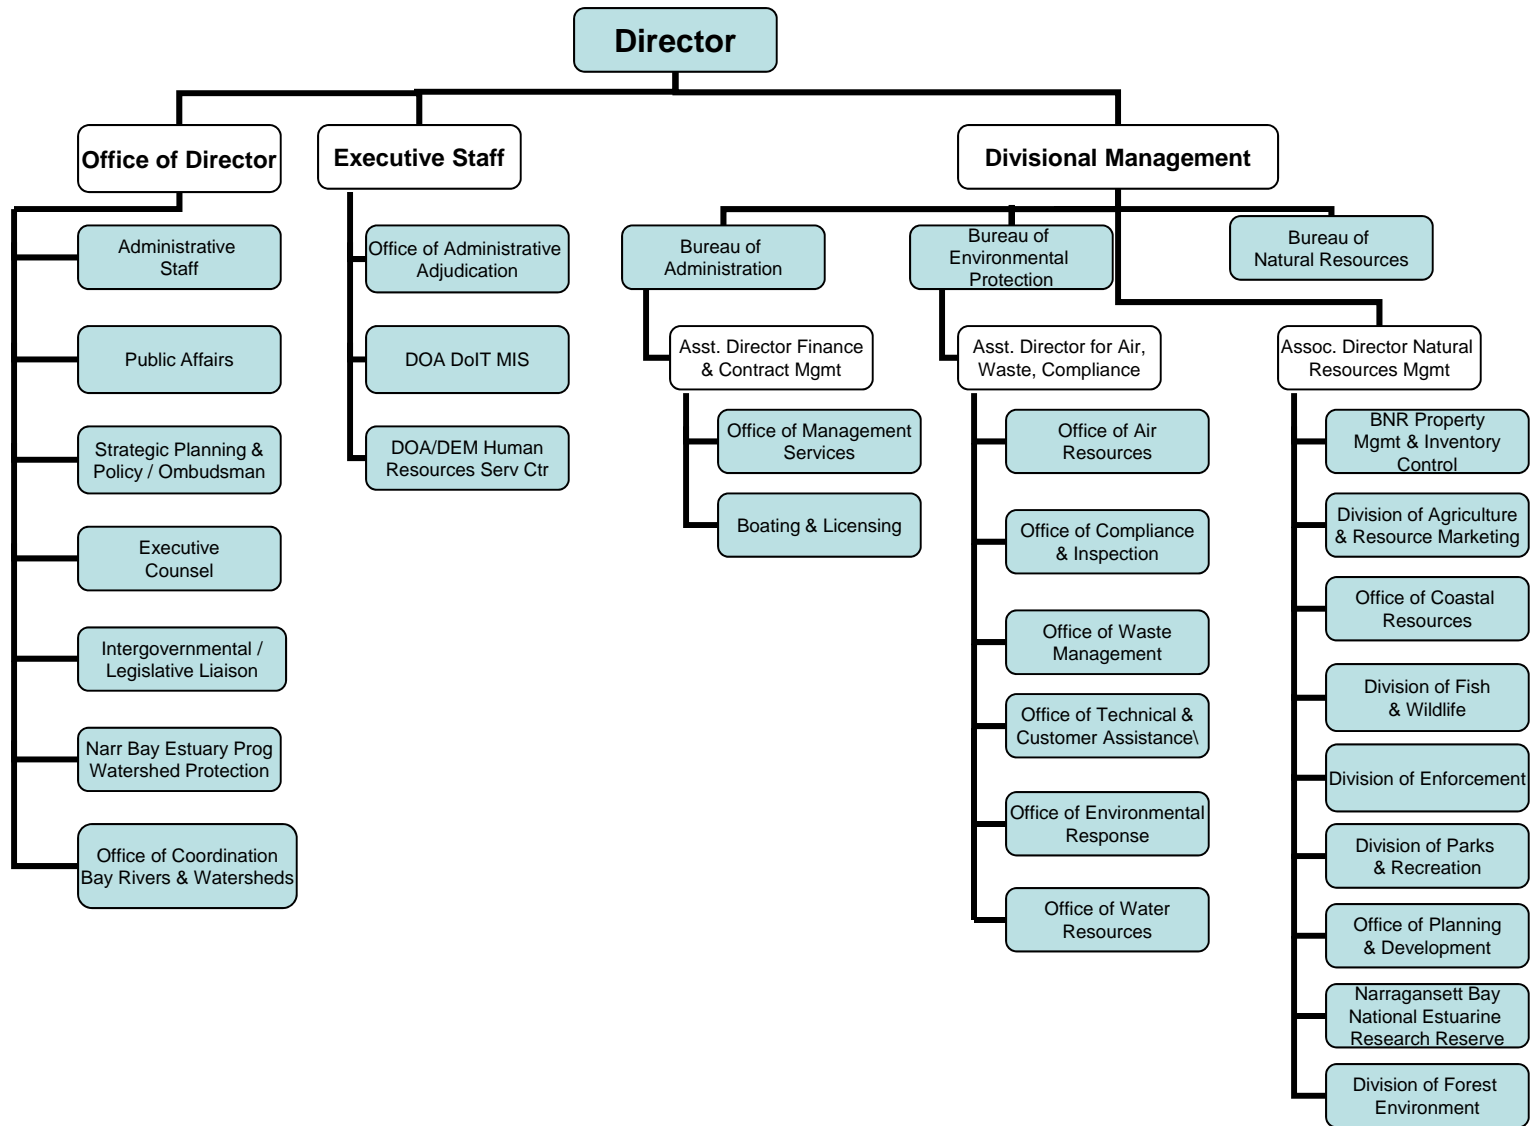 Director
Office of Director
Executive Staff
Divisional Management
Administrative
Staff
Public Affairs
Strategic Planning &
Policy / Ombudsman
Executive
Counsel
Intergovernmental /
Legislative Liaison
Narr Bay Estuary Prog
Watershed Protection
Office of Coordination
Bay Rivers & Watersheds
Office of Administrative
Adjudication
DOA DoIT MIS
DOA/DEM Human
Resources Serv Ctr
Bureau of
Administration
Asst. Director Finance
& Contract Mgmt
Office of Management
Services
Boating & Licensing
Bureau of
Environmental
Protection
Asst. Director for Air,
Waste, Compliance
Office of Air
Resources
Office of Compliance
& Inspection
Office of Waste
Management
Office of Technical &
Customer Assistance\
Office of Environmental
Response
Office of Water
Resources
Bureau of
Natural Resources
Assoc. Director Natural
Resources Mgmt
BNR Property
Mgmt & Inventory
Control
Division of Agriculture
& Resource Marketing
Office of Coastal
Resources
Division of Fish
& Wildlife
Division of Enforcement
Division of Parks
& Recreation
Office of Planning
& Development
Narragansett Bay
National Estuarine
Research Reserve
Division of Forest
Environment